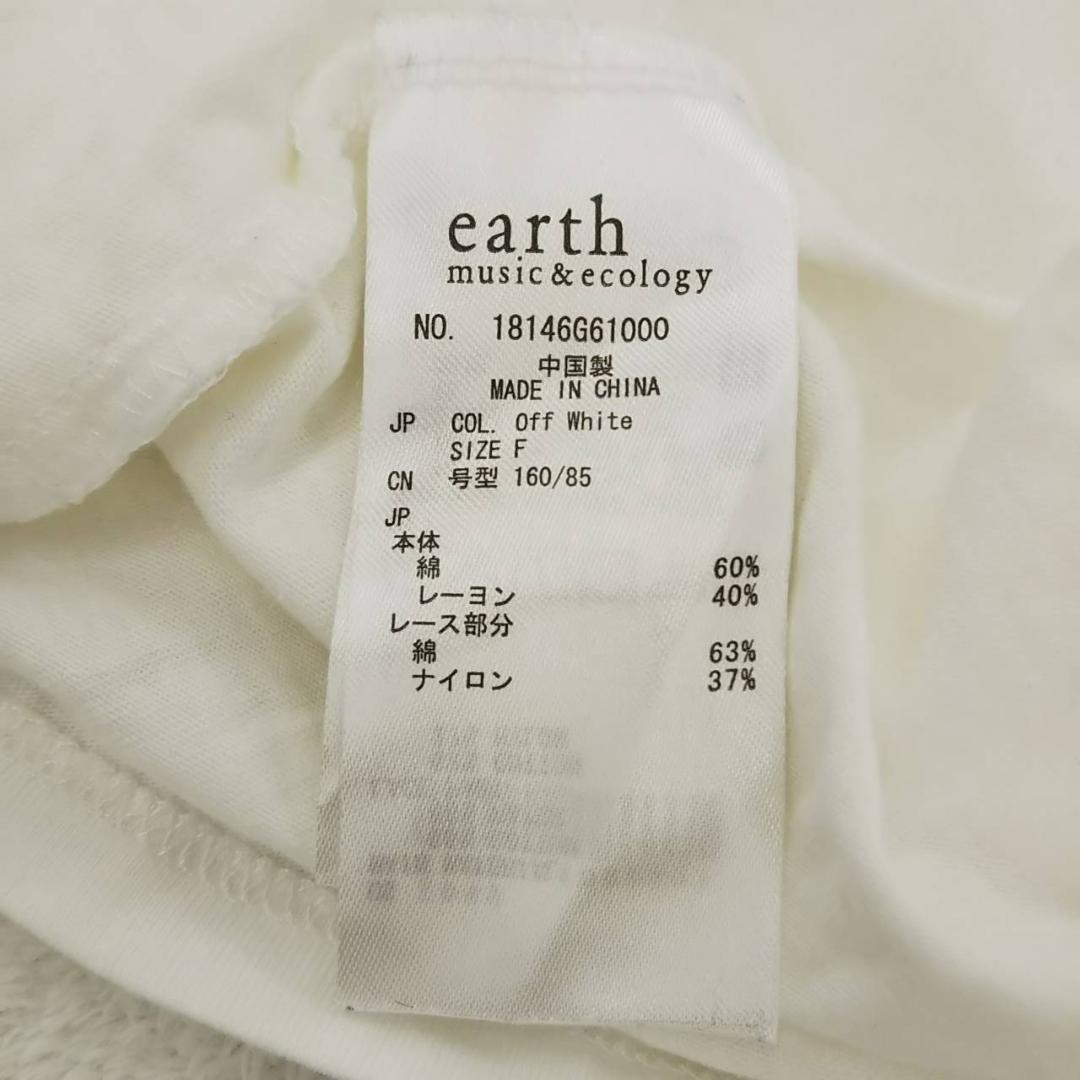 earth
music&ecology
NO. 18146G61000
中国製
MADE IN CHINA
JP COL. Off White
SIZE F
CN 号型 160/85
JP
本体
綿 60%
レーヨン 40%
レース部分
綿 63%
ナイロン 37%